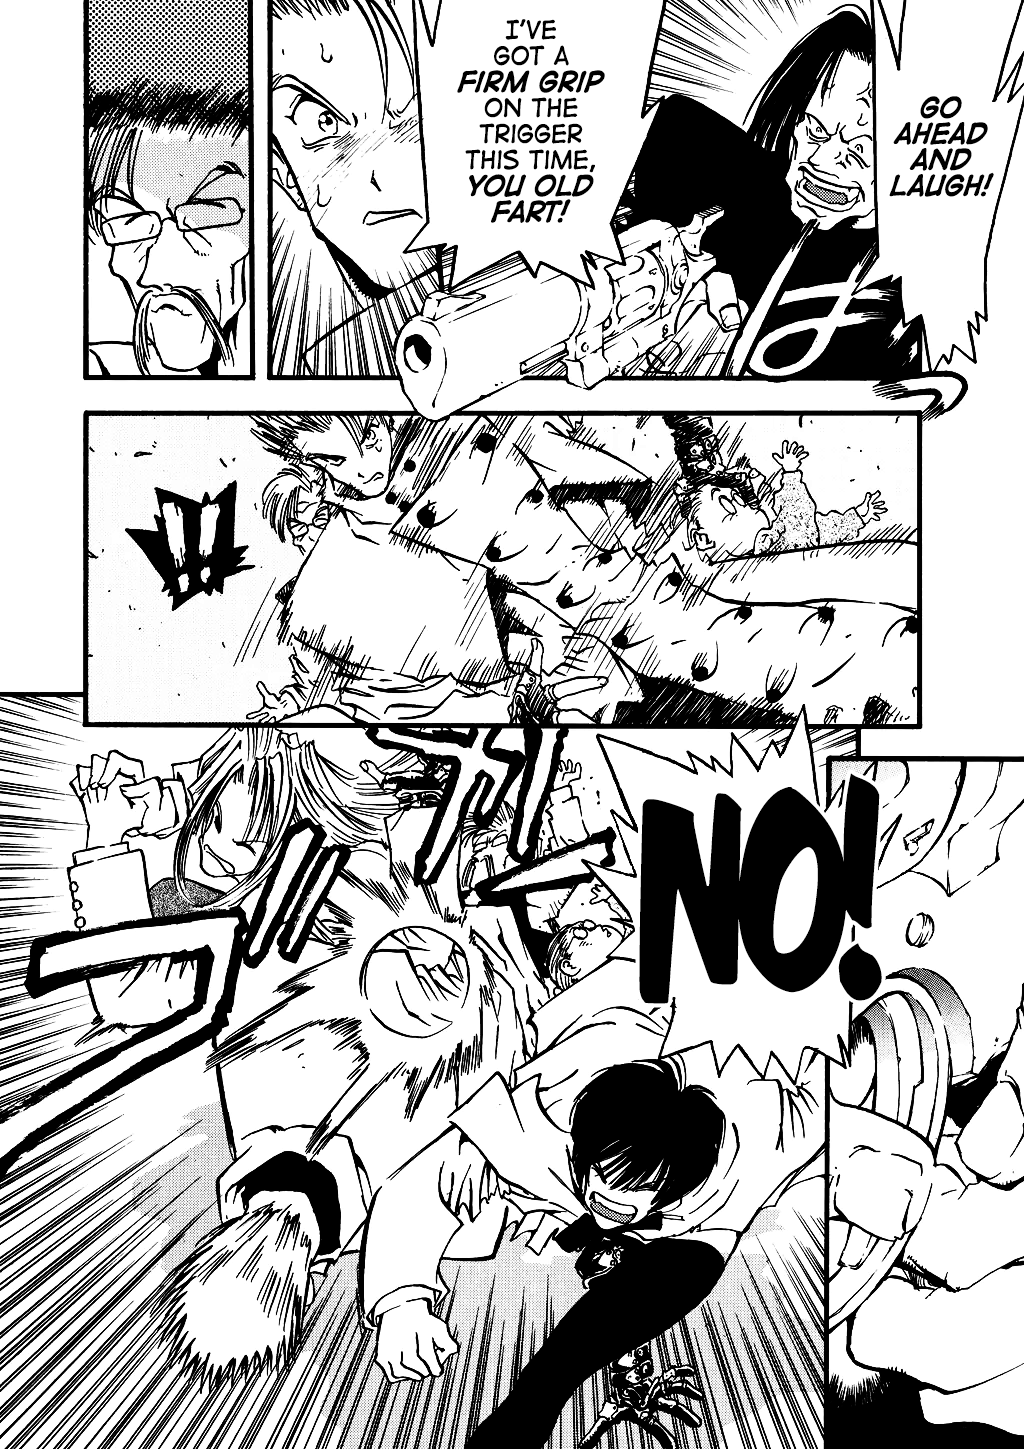 GO
AHEAD
AND
LAUGH!
I'VE
GOT A
FIRM GRIP
ON THE
TRIGGER
THIS TIME,
YOU OLD
FART!
!!
NO!